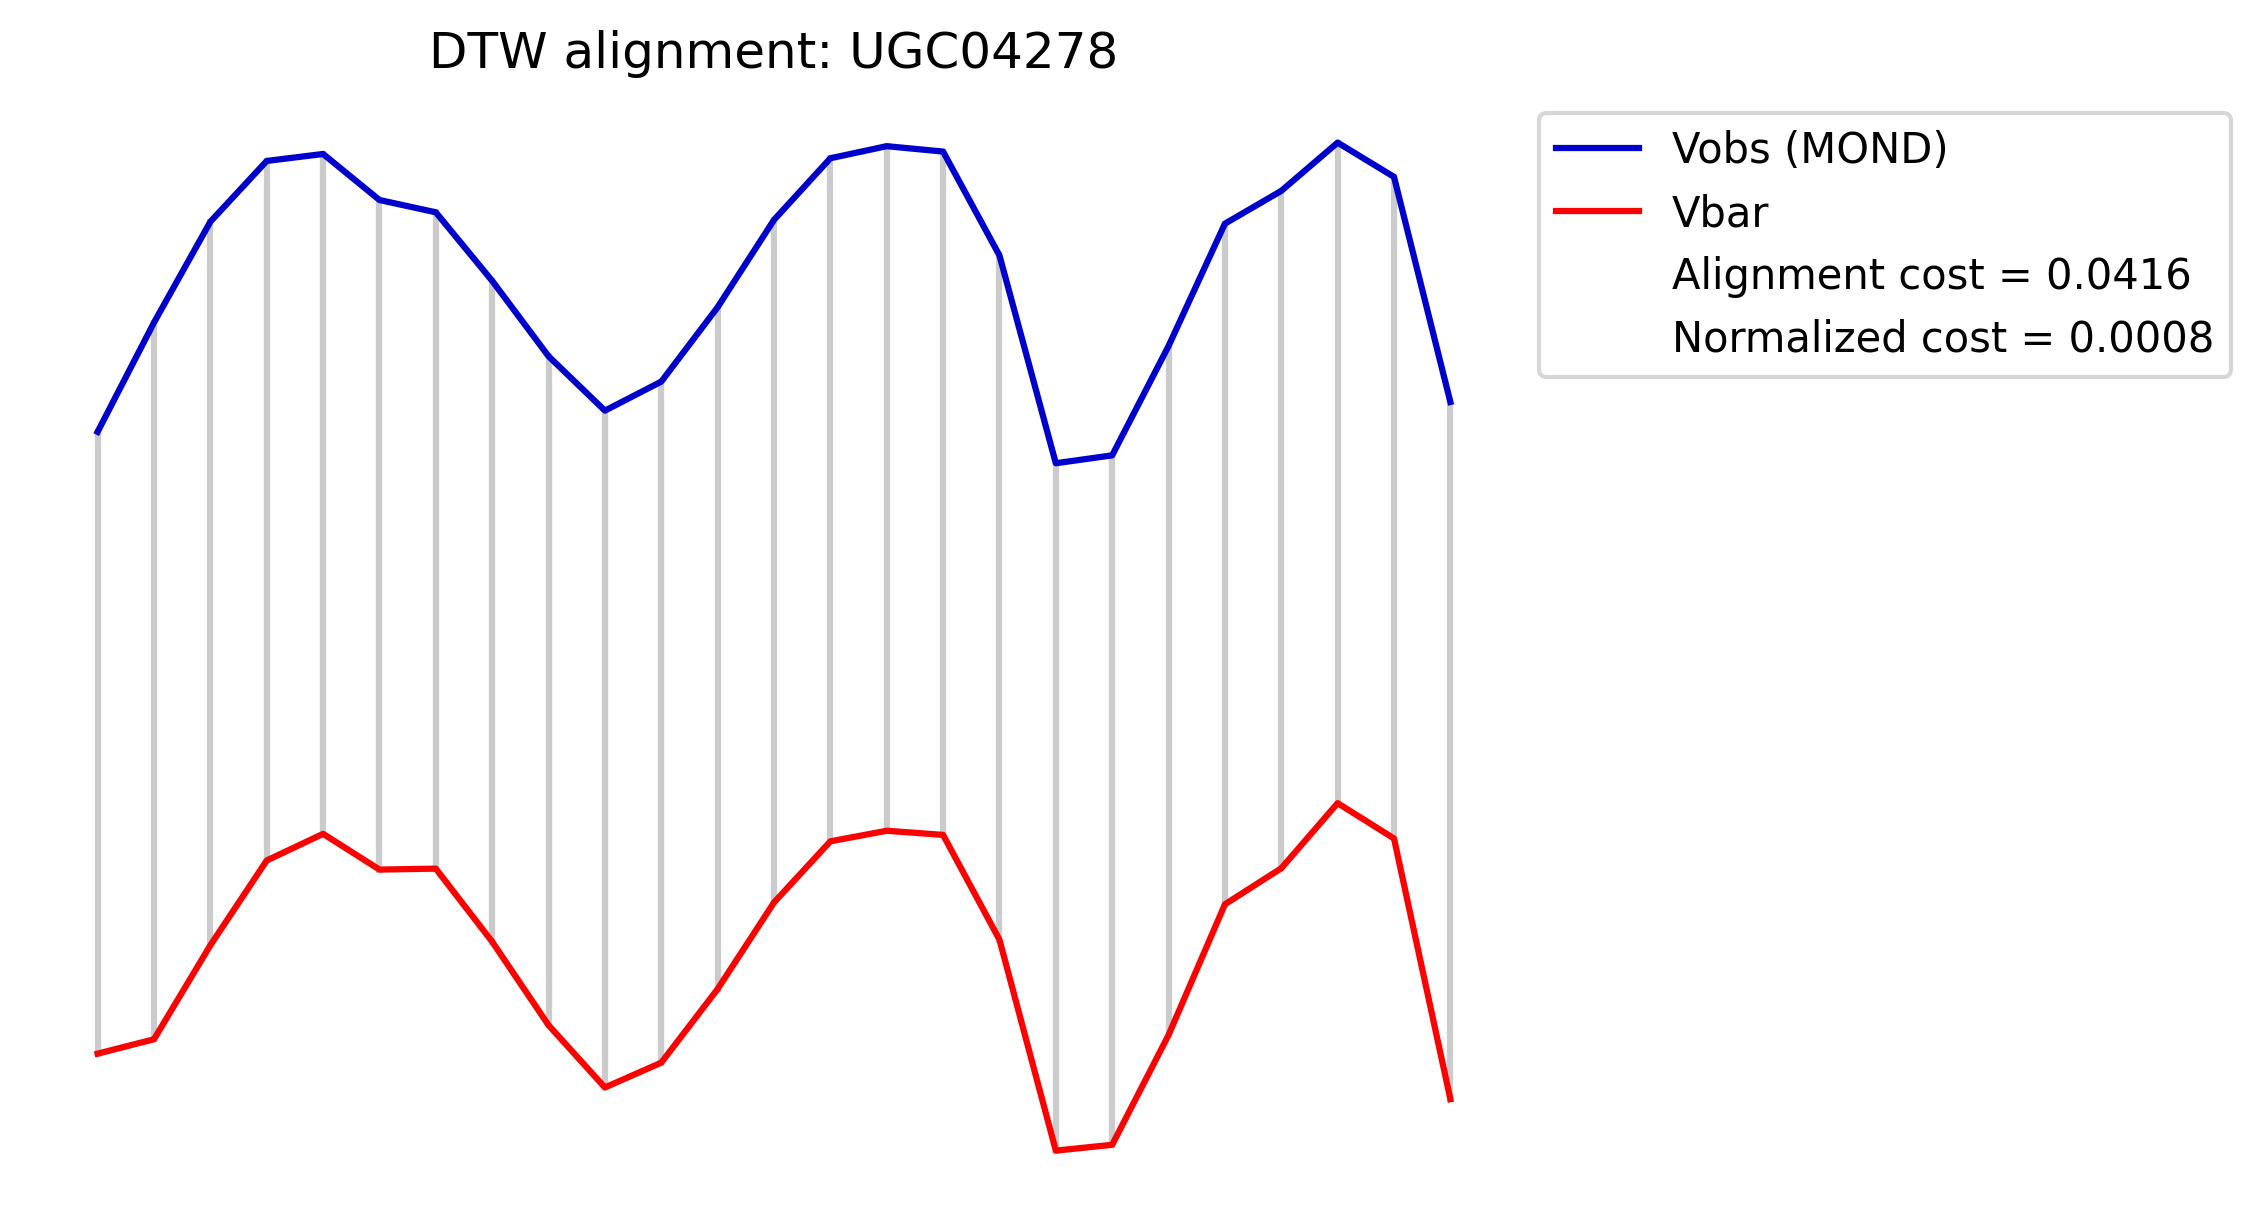 DTW alignment: UGC04278
Vobs (MOND)
Vbar
Alignment cost = 0.0416
Normalized cost = 0.0008